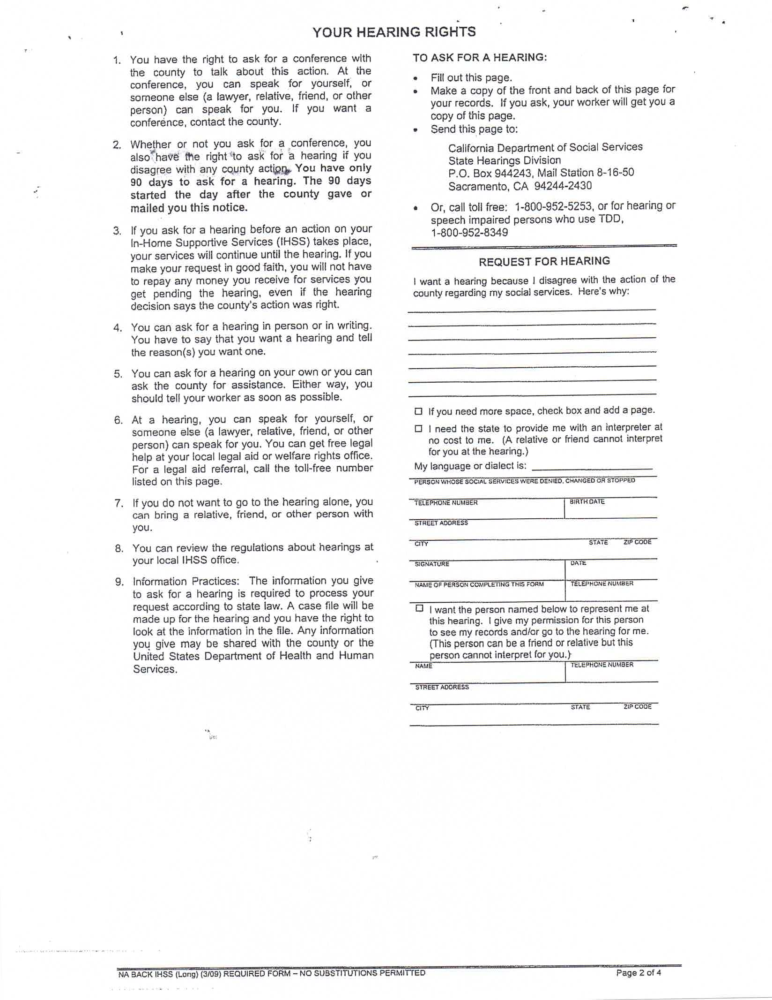 YOUR HEARING RIGHTS
1. You have the right to ask for a conference with
the county to talk about this action. At the
conference, you can speak for yourself, or
someone else (a lawyer, relative, friend, or other
person) can speak for you. If you want a
conference, contact the county.
2. Whether or not you ask for a conference, you
also have the right to ask for a hearing if you
disagree with any county action. You have only
90 days to ask for a hearing. The 90 days
started the day after the county gave or
mailed you this notice.
3. If you ask for a hearing before an action on your
In-Home Supportive Services (IHSS) takes place,
your services will continue until the hearing. If you
make your request in good faith, you will not have
to repay any money you receive for services you
get pending the hearing, even if the hearing
decision says the county's action was right.
4. You can ask for a hearing in person or in writing.
You have to say that you want a hearing and tell
the reason(s) you want one.
5. You can ask for a hearing on your own or you can
ask the county for assistance. Either way, you
should tell your worker as soon as possible.
6. At a hearing, you can speak for yourself, or
someone else (a lawyer, relative, friend, or other
person) can speak for you. You can get free legal
help at your local legal aid or welfare rights office.
For a legal aid referral, call the toll-free number
listed on this page.
7. If you do not want to go to the hearing alone, you
can bring a relative, friend, or other person with
you.
8. You can review the regulations about hearings at
your local IHSS office.
9. Information Practices: The information you give
to ask for a hearing is required to process your
request according to state law. A case file will be
made up for the hearing and you have the right to
look at the information in the file. Any information
you give may be shared with the county or the
United States Department of Health and Human
Services.
TO ASK FOR A HEARING:
• Fill out this page.
• Make a copy of the front and back of this page for
your records. If you ask, your worker will get you a
copy of this page.
• Send this page to:
California Department of Social Services
State Hearings Division
P.O. Box 944243, Mail Station 8-16-50
Sacramento, CA 94244-2430
• Or, call toll free: 1-800-952-5253, or for hearing or
speech impaired persons who use TDD,
1-800-952-8349
REQUEST FOR HEARING
I want a hearing because I disagree with the action of the
county regarding my social services. Here's why:
☐ If you need more space, check box and add a page.
☐ I need the state to provide me with an interpreter at
no cost to me. (A relative or friend cannot interpret
for you at the hearing.)
My language or dialect is:
PERSON WHOSE SOCIAL SERVICES WERE DENIED, CHANGED OR STOPPED
TELEPHONE NUMBER BIRTH DATE
STREET ADDRESS
CITY STATE ZIP CODE
SIGNATURE DATE
NAME OF PERSON COMPLETING THIS FORM TELEPHONE NUMBER
☐ I want the person named below to represent me at
this hearing. I give my permission for this person
to see my records and/or go to the hearing for me.
(This person can be a friend or relative but this
person cannot interpret for you.)
NAME TELEPHONE NUMBER
STREET ADDRESS
CITY STATE ZIP CODE
NA BACK IHSS (Long) (3/09) REQUIRED FORM – NO SUBSTITUTIONS PERMITTED Page 2 of 4